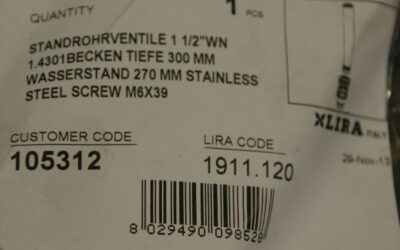 QUANTITY 1 PCS
STANDROHRVENTILE 1 1/2"WN
1.4301BECKEN TIEFE 300 MM
WASSERSTAND 270 MM STAINLESS
STEEL SCREW M6X39
XLIRA ITALY
CUSTOMER CODE
LIRA CODE
105312
1911.120
29-Nov-13
8 029490 098528